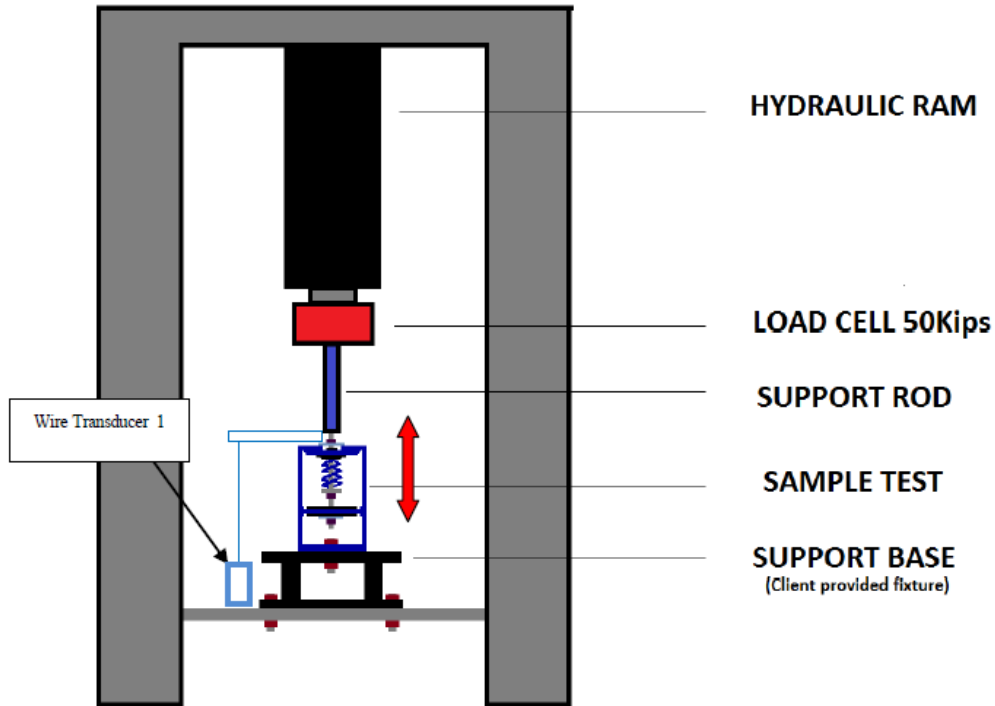 HYDRAULIC RAM
LOAD CELL 50Kips
SUPPORT ROD
Wire Transducer 1
SAMPLE TEST
SUPPORT BASE
(Client provided fixture)